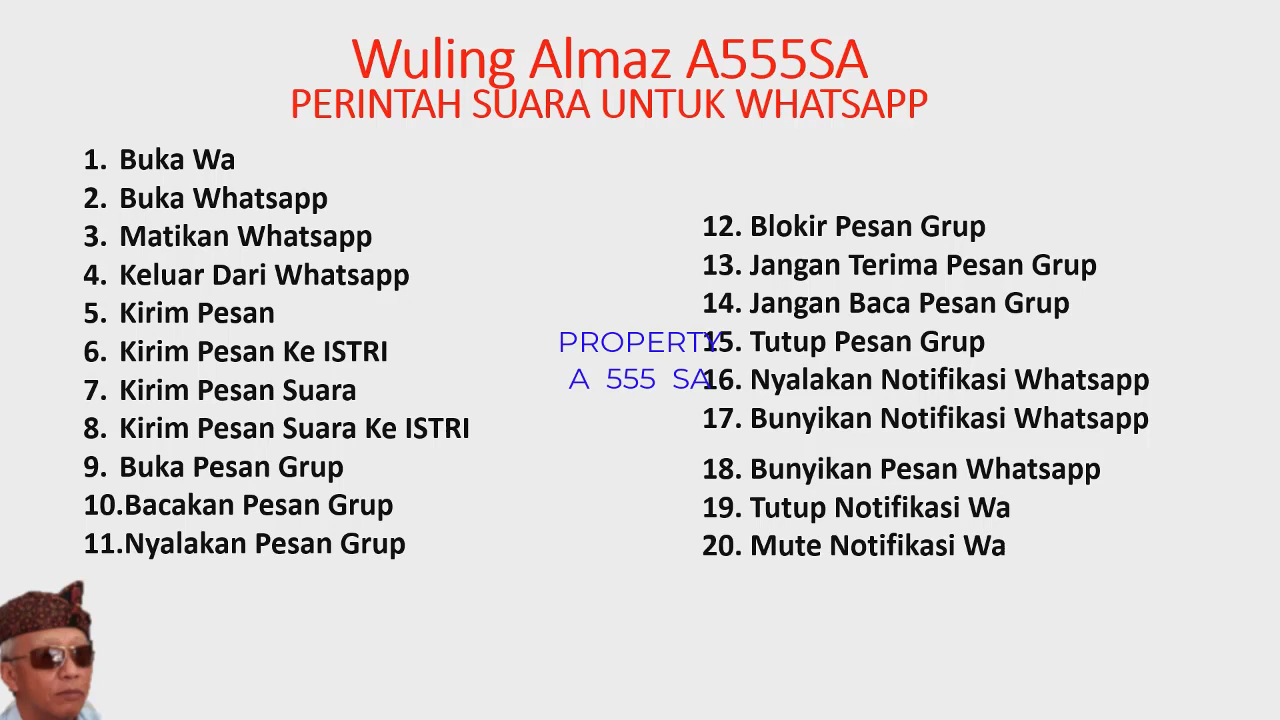 Wuling Almaz A555SA
PERINTAH SUARA UNTUK WHATSAPP
1. Buka Wa
2. Buka Whatsapp
3. Matikan Whatsapp
4. Keluar Dari Whatsapp
5. Kirim Pesan
6. Kirim Pesan Ke ISTRI
7. Kirim Pesan Suara
8. Kirim Pesan Suara Ke ISTRI
9. Buka Pesan Grup
10.Bacakan Pesan Grup
11.Nyalakan Pesan Grup
12. Blokir Pesan Grup
13. Jangan Terima Pesan Grup
14. Jangan Baca Pesan Grup
15. Tutup Pesan Grup
16. Nyalakan Notifikasi Whatsapp
17. Bunyikan Notifikasi Whatsapp
18. Bunyikan Pesan Whatsapp
19. Tutup Notifikasi Wa
20. Mute Notifikasi Wa
PROPERTY
A 555 SA